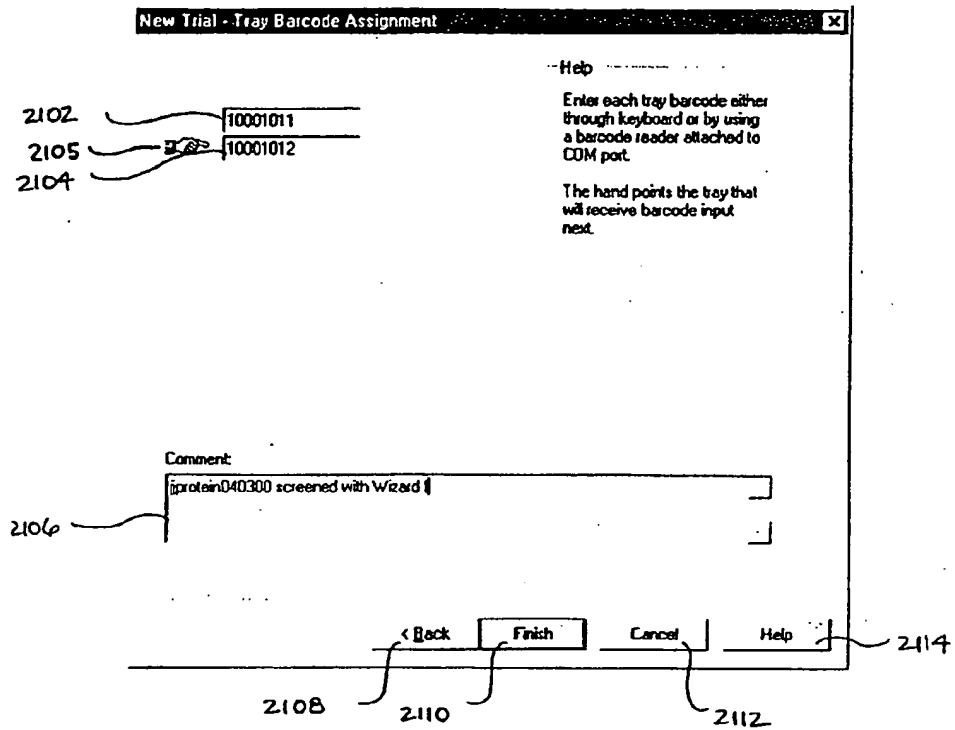 New Trial - Tray Barcode Assignment
Help
2102
10001011
2105
10001012
2104
Enter each tray barcode either
through keyboard or by using
a barcode reader attached to
COM port.
The hand points the tray that
will receive barcode input
next.
Comment:
screened with Wizard
2106
< Back
Finish
Cancel
Help
2114
2108
2110
2112